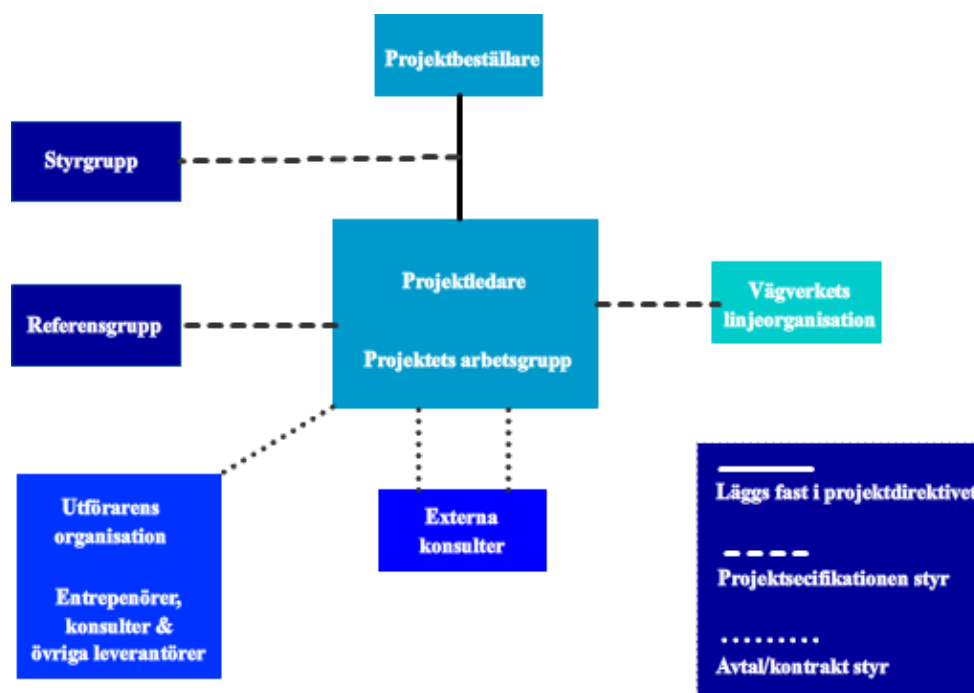 Projektbeställare
Styrgrupp
Projektledare
Projektets arbetsgrupp
Referensgrupp
Vägverkets
linjeorganisation
Utförarens
organisation
Entrepenörer,
konsulter &
övriga leverantörer
Externa
konsulter
Läggs fast i projektdirektivet
Projektsecifikationen styr
Avtal/kontrakt styr